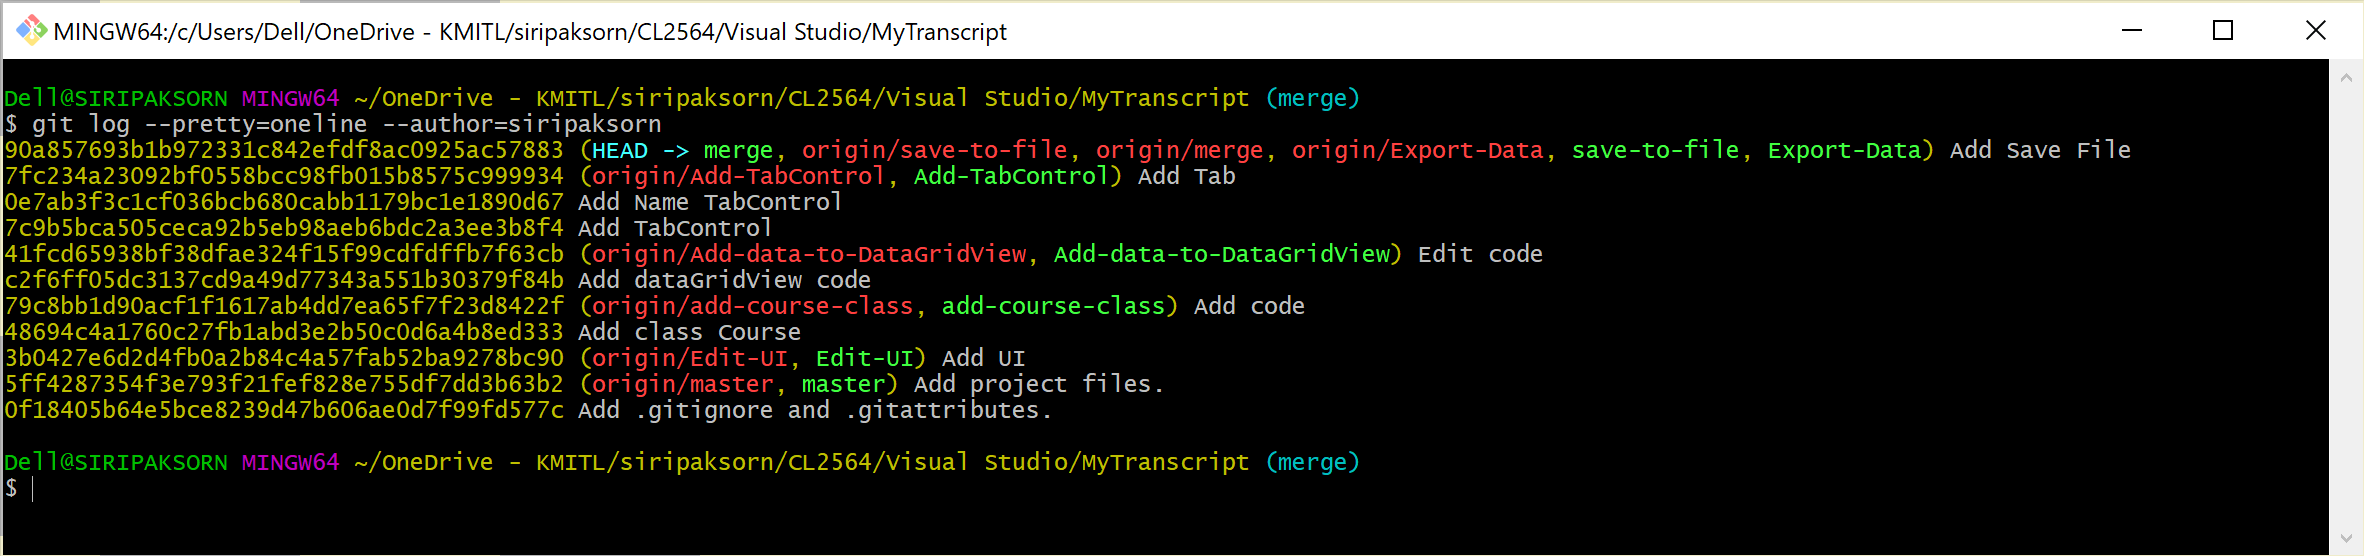 MINGW64:/c/Users/Dell/OneDrive - KMITL/siripaksorn/CL2564/Visual Studio/MyTranscript
Dell@SIRIPAKSORN MINGW64 ~/OneDrive - KMITL/siripaksorn/CL2564/Visual Studio/MyTranscript (merge)
$ git log --pretty=oneline --author=siripaksorn
90a857693b1b972331c842efdf8ac0925ac57883 (HEAD -> merge, origin/save-to-file, origin/merge, origin/Export-Data, save-to-file, Export-Data) Add Save File
7fc234a23092bf0558bcc98fb015b8575c999934 (origin/Add-TabControl, Add-TabControl) Add Tab
0e7ab3f3c1cf036bcb680cabb1179bc1e1890d67 Add Name TabControl
7c9b5bca505ceca92b5eb98aeb6bdc2a3ee3b8f4 Add TabControl
41fcd65938bf38dfae324f15f99cdfdffb7f63cb (origin/Add-data-to-DataGridView, Add-data-to-DataGridView) Edit code
c2f6ff05dc3137cd9a49d77343a551b30379f84b Add dataGridView code
79c8bb1d90acf1f1617ab4dd7ea65f7f23d8422f (origin/add-course-class, add-course-class) Add code
48694c4a1760c27fb1abd3e2b50c0d6a4b8ed333 Add class Course
3b0427e6d2d4fb0a2b84c4a57fab52ba9278bc90 (origin/Edit-UI, Edit-UI) Add UI
5ff4287354f3e793f21fef828e755df7dd3b63b2 (origin/master, master) Add project files.
0f18405b64e5bce8239d47b606ae0d7f99fd577c Add .gitignore and .gitattributes.
Dell@SIRIPAKSORN MINGW64 ~/OneDrive - KMITL/siripaksorn/CL2564/Visual Studio/MyTranscript (merge)
$